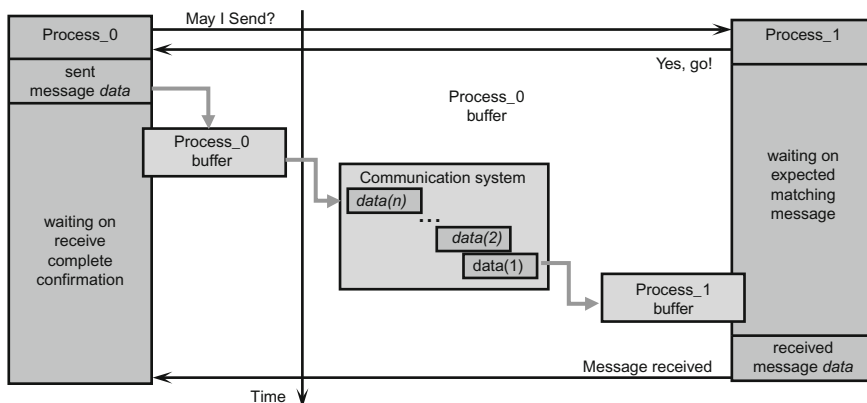 May I Send?
Process_0
Process_1
Yes, go!
sent
message data
Process_0
buffer
Process_0
buffer
waiting on
expected
matching
message
Communication system
data(n)
...
data(2)
data(1)
waiting on
receive
complete
confirmation
Process_1
buffer
received
message data
Message received
Time